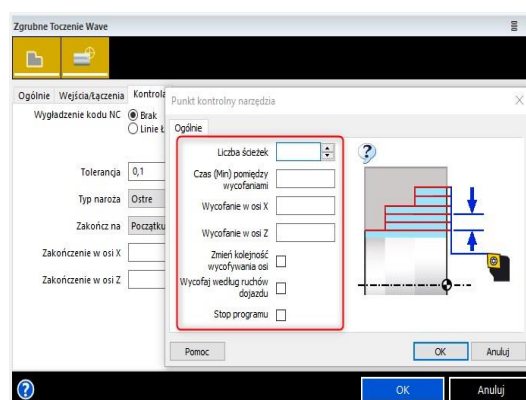 Zgrubne Toczenie Wave
Ogólnie Wejścia/Łączenia Kontrola
Wygładzenie kodu NC Brak
Linie Ł
Tolerancja 0,1
Typ naroża Ostre
Zakończ na Początku
Zakończenie w osi X
Zakończenie w osi Z
Punkt kontrolny narzędzia
Ogólnie
Liczba ścieżek
Czas (Min) pomiędzy
wycofaniami
Wycofanie w osi X
Wycofanie w osi Z
Zmień kolejność
wycofywania osi
Wycofaj według ruchów
dojazdu
Stop programu
?
Pomoc OK Anuluj
? OK Anuluj